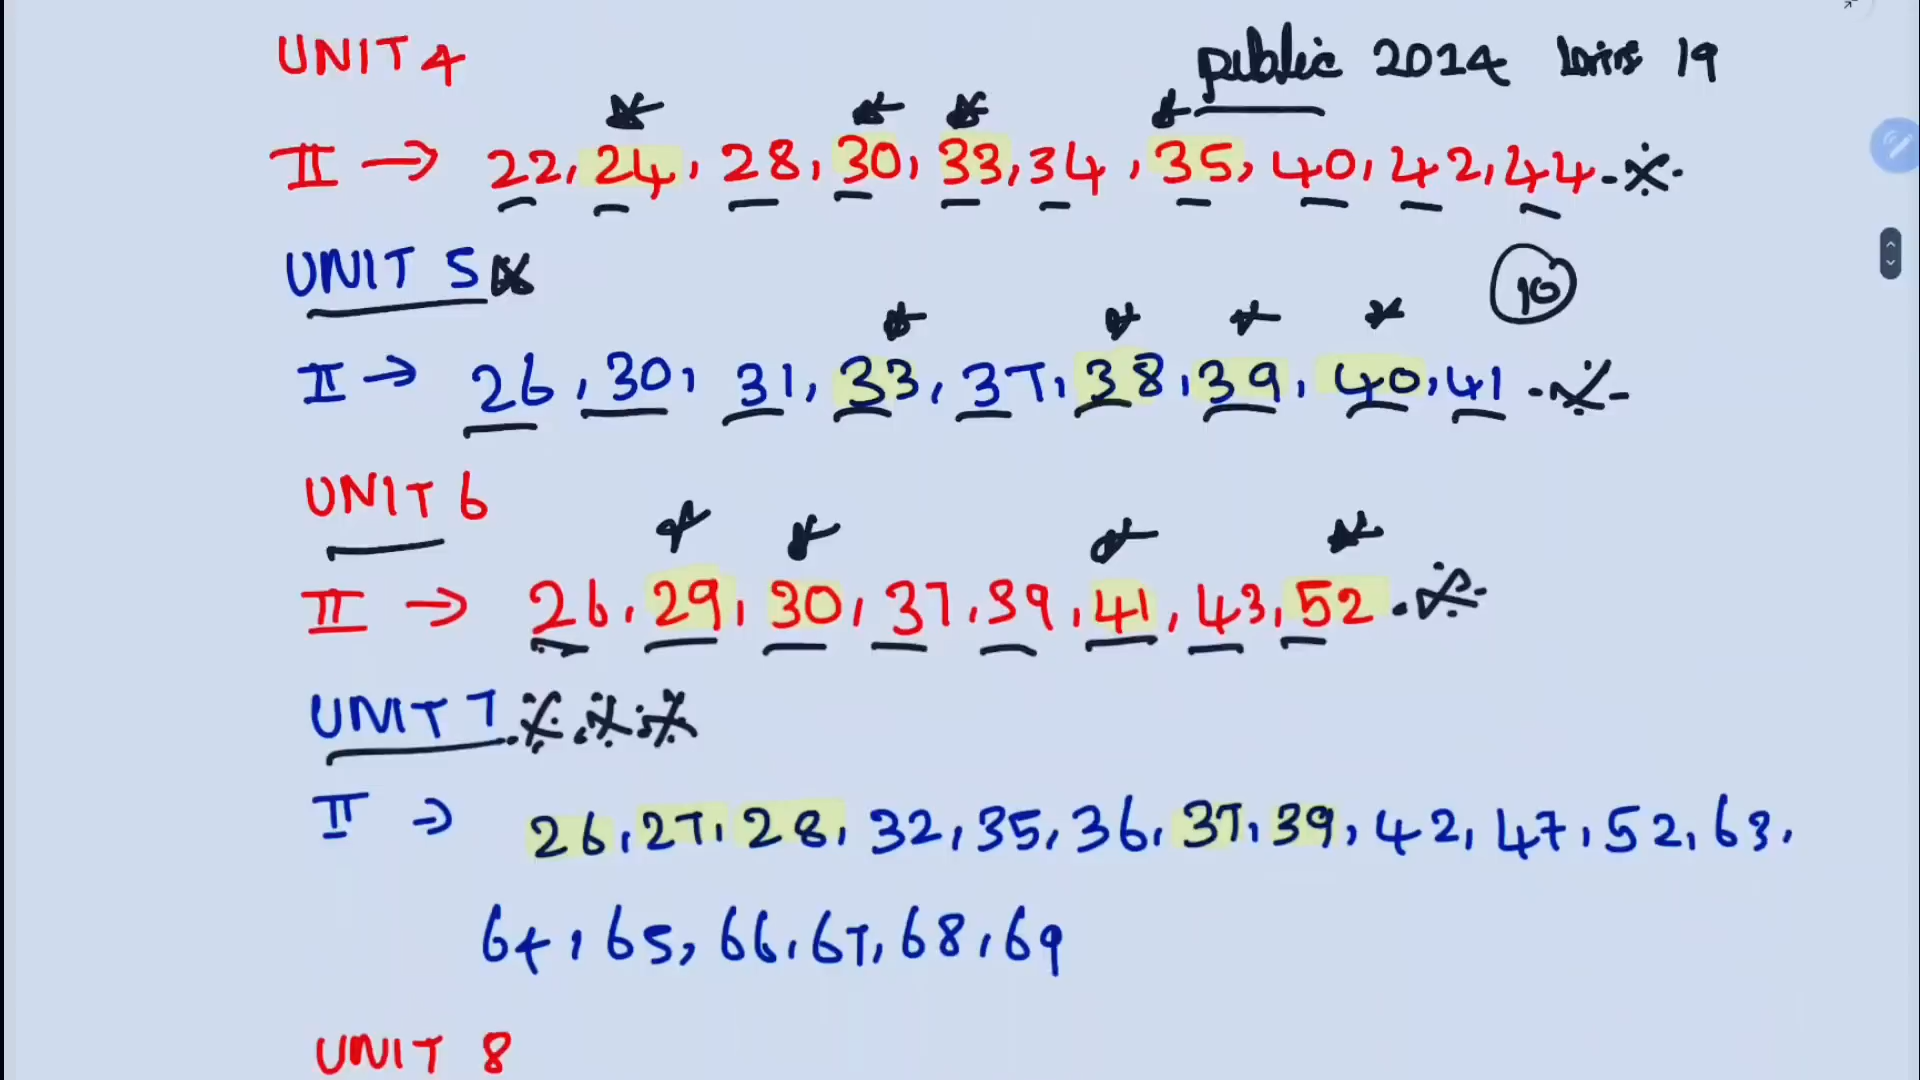 UNIT 4
public 2024 19
II → 22, 24, 28, 30, 33, 34, 35, 40, 42, 44
UNIT 5
10
II → 26, 30, 31, 33, 37, 38, 39, 40, 41
UNIT 6
II → 26, 29, 30, 37, 39, 41, 43, 52
UNIT 7
II → 26, 27, 28, 32, 35, 36, 37, 39, 42, 47, 52, 63,
64, 65, 66, 67, 68, 69
UNIT 8